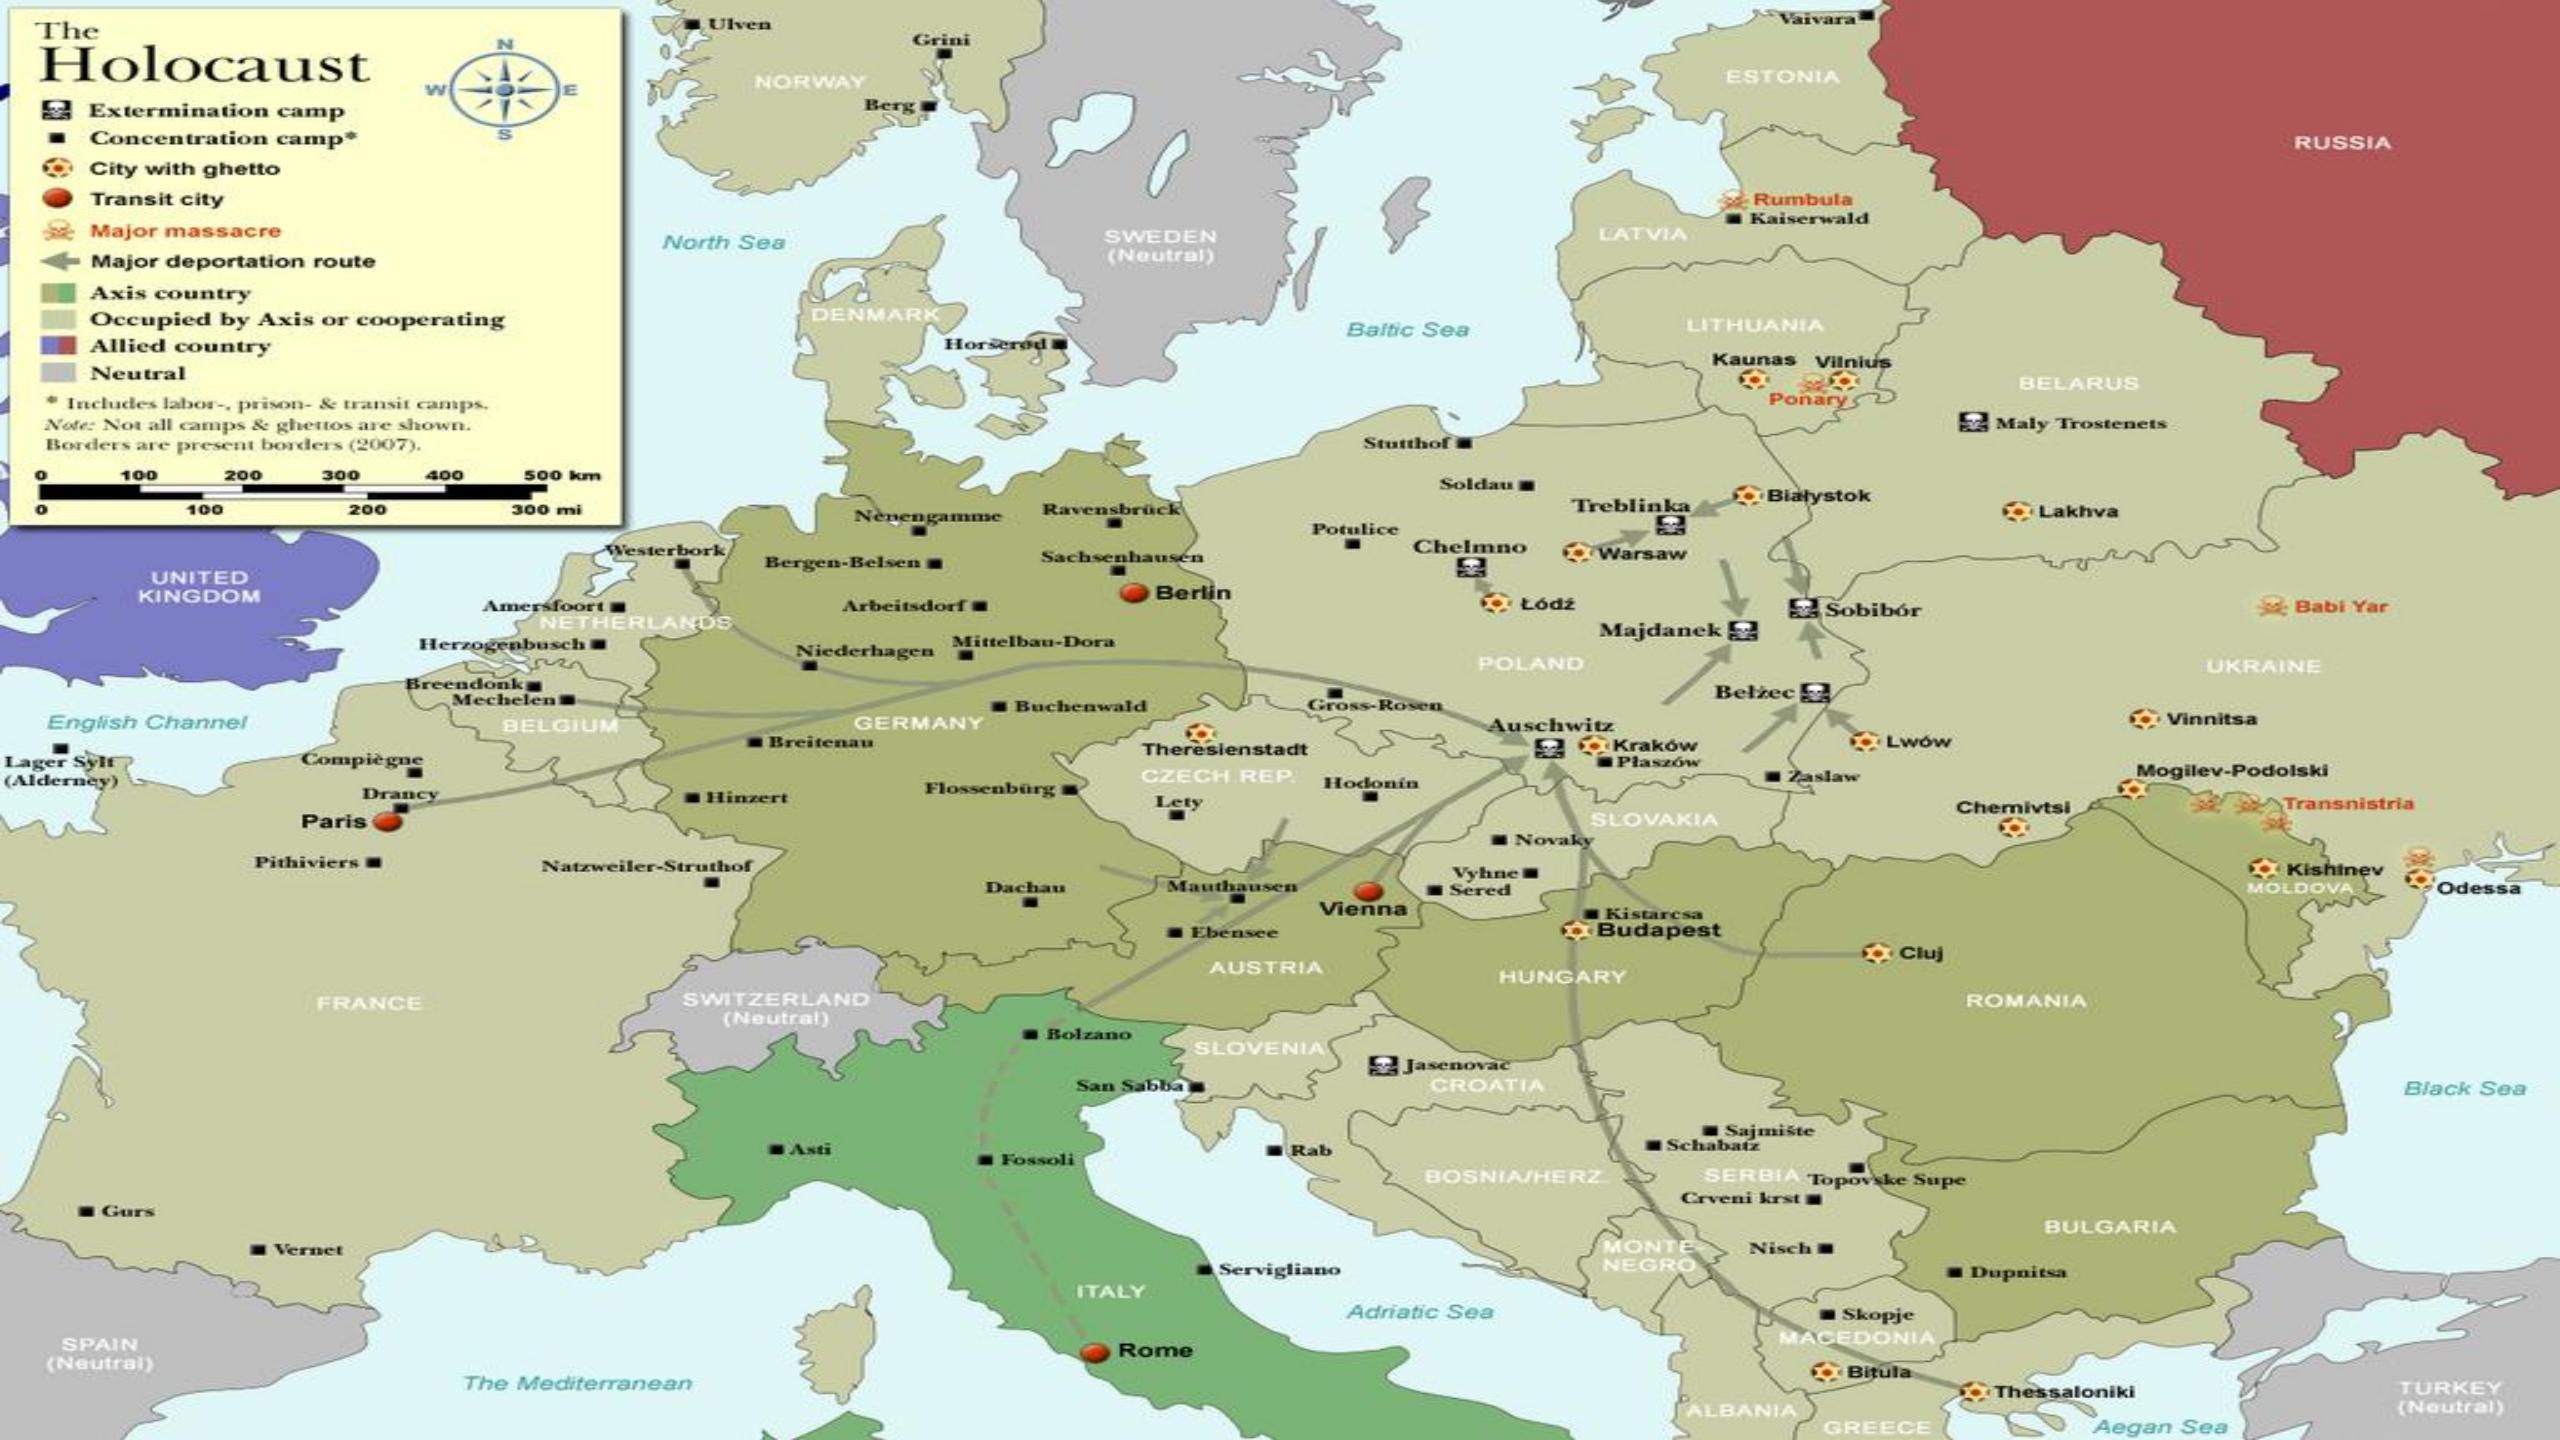 The
Holocaust
N
W
E
S
Extermination camp
Concentration camp*
City with ghetto
Transit city
Major massacre
Major deportation route
Axis country
Occupied by Axis or cooperating
Allied country
Neutral
* Includes labor-, prison- & transit camps.
Note: Not all camps & ghettos are shown.
Borders are present borders (2007).
0 100 200 300 400 500 km
0 100 200 300 mi
Ulven
Grini
NORWAY
Berg
Vaivara
ESTONIA
RUSSIA
Rumbula
Kaiserwald
LATVIA
North Sea
SWEDEN
(Neutral)
DENMARK
Horserød
Baltic Sea
LITHUANIA
Kaunas
Vilnius
Ponary
BELARUS
Maly Trostenets
Stutthof
Soldau
Treblinka
Białystok
Lakhva
Potulice
Chełmno
Warsaw
Neuengamme
Ravensbrück
Westerbork
Bergen-Belsen
Sachsenhausen
UNITED
KINGDOM
Berlin
Amersfoort
NETHERLANDS
Arbeitsdorf
Łódź
Sobibór
Babi Yar
Majdanek
Herzogenbusch
Niederhagen
Mittelbau-Dora
POLAND
UKRAINE
Breendonk
Mechelen
BELGIUM
Buchenwald
Gross-Rosen
Bełżec
English Channel
GERMANY
Auschwitz
Vinnitsa
Lager Sylt
(Alderney)
Breitenau
Theresienstadt
Kraków
Płaszów
Lwów
Compiègne
CZECH REP.
Hodonín
Zaslaw
Mogilev-Podolski
Drancy
Hinzert
Flossenbürg
Lety
Chernivtsi
Transnistria
Paris
SLOVAKIA
Novaky
Pithiviers
Natzweiler-Struthof
Vyhne
Sered
Kishinev
MOLDOVA
Odessa
Dachau
Mauthausen
Vienna
Kistarcsa
Budapest
Ebensee
Cluj
AUSTRIA
HUNGARY
FRANCE
SWITZERLAND
(Neutral)
ROMANIA
Bolzano
SLOVENIA
Jasenovac
CROATIA
San Sabba
Black Sea
Asti
Fossoli
Rab
Sajmište
Schabatz
BOSNIA/HERZ.
SERBIA
Topovske Supe
Crveni krst
Gurs
Vernet
BULGARIA
MONTE-
NEGRO
Nisch
Servigliano
Dupnitsa
ITALY
Adriatic Sea
Skopje
MACEDONIA
SPAIN
(Neutral)
Rome
The Mediterranean
Bitula
Thessaloniki
TURKEY
(Neutral)
ALBANIA
GREECE
Aegan Sea